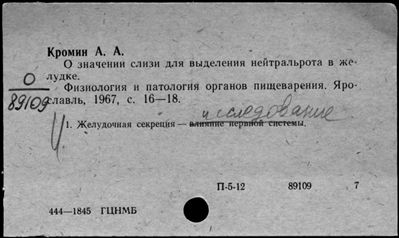 Кромин А. А.
О значении слизи для выделения нейтральрота в же-
лудке.
О
89109
Физиология и патология органов пищеварения. Яро-
славль, 1967, с. 16—18.
исследование
1. Желудочная секреция — влияние нервной системы.
П-5-12 89109 7
444—1845 ГЦНМБ